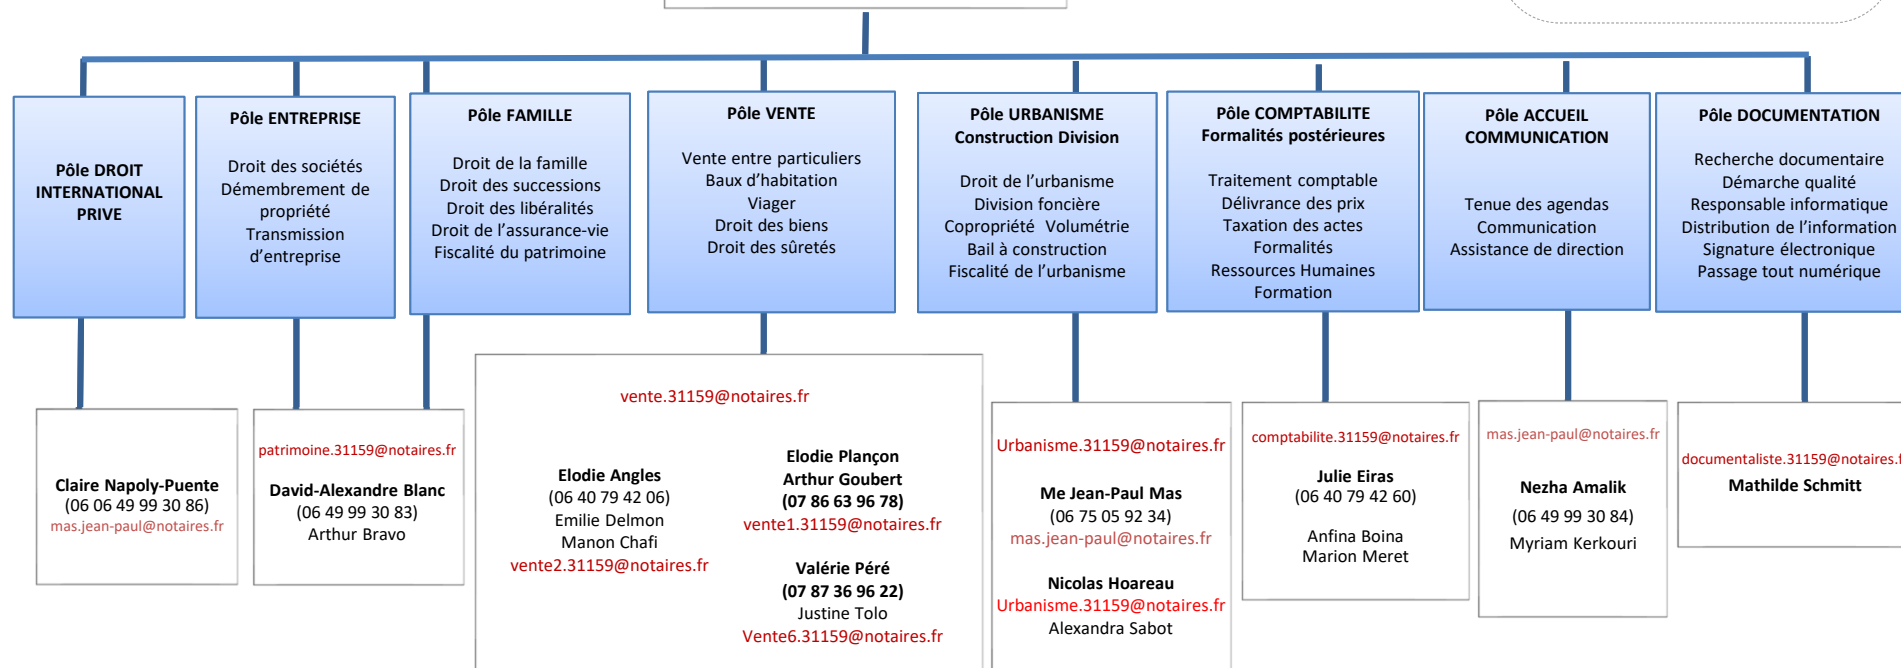 Pôle DROIT
INTERNATIONAL
PRIVE
Pôle ENTREPRISE
Droit des sociétés
Démembrement de
propriété
Transmission
d’entreprise
Pôle FAMILLE
Droit de la famille
Droit des successions
Droit des libéralités
Droit de l’assurance-vie
Fiscalité du patrimoine
Pôle VENTE
Vente entre particuliers
Baux d’habitation
Viager
Droit des biens
Droit des sûretés
Pôle URBANISME
Construction Division
Droit de l’urbanisme
Division foncière
Copropriété Volumétrie
Bail à construction
Fiscalité de l’urbanisme
Pôle COMPTABILITE
Formalités postérieures
Traitement comptable
Délivrance des prix
Taxation des actes
Formalités
Ressources Humaines
Formation
Pôle ACCUEIL
COMMUNICATION
Tenue des agendas
Communication
Assistance de direction
Pôle DOCUMENTATION
Recherche documentaire
Démarche qualité
Responsable informatique
Distribution de l’information
Signature électronique
Passage tout numérique
Claire Napoly-Puente
(06 06 49 99 30 86)
mas.jean-paul@notaires.fr
patrimoine.31159@notaires.fr
David-Alexandre Blanc
(06 49 99 30 83)
Arthur Bravo
vente.31159@notaires.fr
Elodie Angles
(06 40 79 42 06)
Emilie Delmon
Manon Chafi
vente2.31159@notaires.fr
Elodie Plançon
Arthur Goubert
(07 86 63 96 78)
vente1.31159@notaires.fr
Valérie Péré
(07 87 36 96 22)
Justine Tolo
Vente6.31159@notaires.fr
Urbanisme.31159@notaires.fr
Me Jean-Paul Mas
(06 75 05 92 34)
mas.jean-paul@notaires.fr
Nicolas Hoareau
Urbanisme.31159@notaires.fr
Alexandra Sabot
comptabilite.31159@notaires.fr
Julie Eiras
(06 40 79 42 60)
Anfina Boina
Marion Meret
mas.jean-paul@notaires.fr
Nezha Amalik
(06 49 99 30 84)
Myriam Kerkouri
documentaliste.31159@notaires.f
Mathilde Schmitt